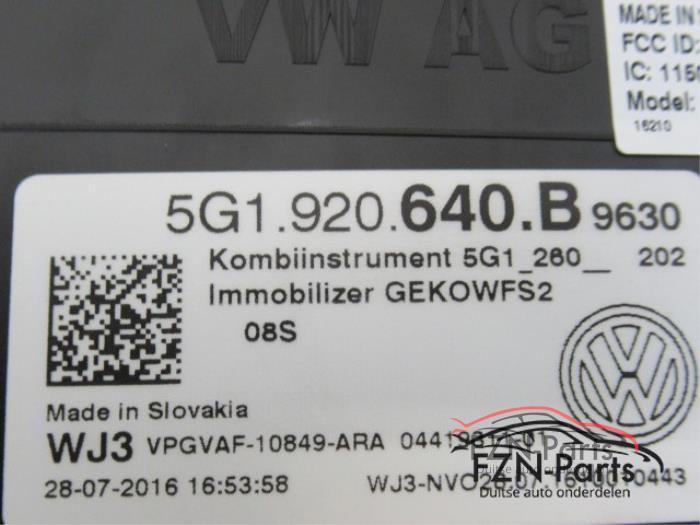 VW AG
MADE IN
FCC ID:
IC:
Model:
16210
5G1.920.640.B 9630
Kombiinstrument 5G1_260__ 202
Immobilizer GEKOWFS2
08S
Made in Slovakia
WJ3 VPGVAF-10849-ARA
28-07-2016 16:53:58
FZN Parts
Duitse auto onderdelen